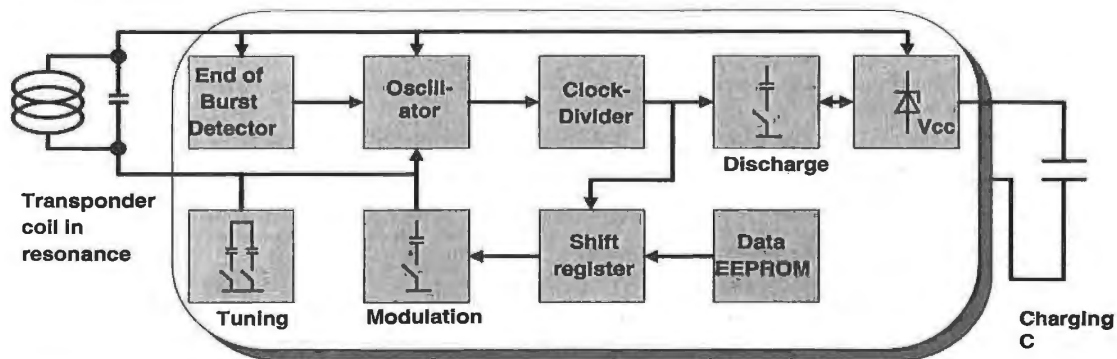 End of
Burst
Detector
Oscill-
ator
Clock-
Divider
Discharge
Vcc
Transponder
coil in
resonance
Tuning
Modulation
Shift
register
Data
EEPROM
Charging
C